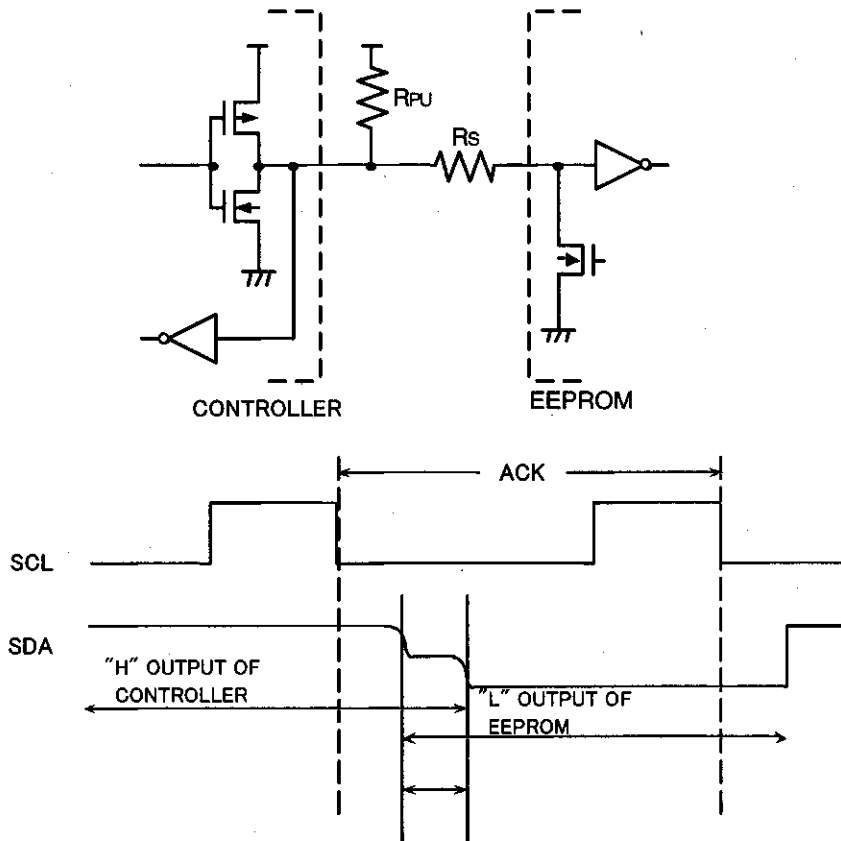 RPU
RS
CONTROLLER
EEPROM
ACK
SCL
SDA
"H" OUTPUT OF
CONTROLLER
"L" OUTPUT OF
EEPROM